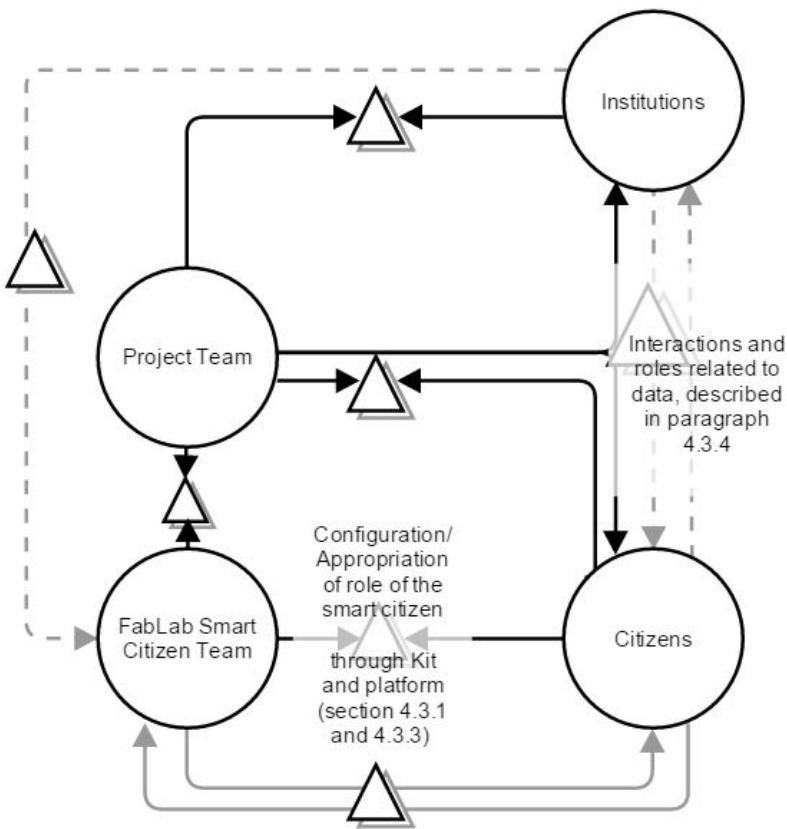 Institutions
Project Team
Interactions and
roles related to
data, described
in paragraph
4.3.4
Configuration/
Appropriation
of role of the
smart citizen
through Kit
and platform
(section 4.3.1
and 4.3.3)
FabLab Smart
Citizen Team
Citizens